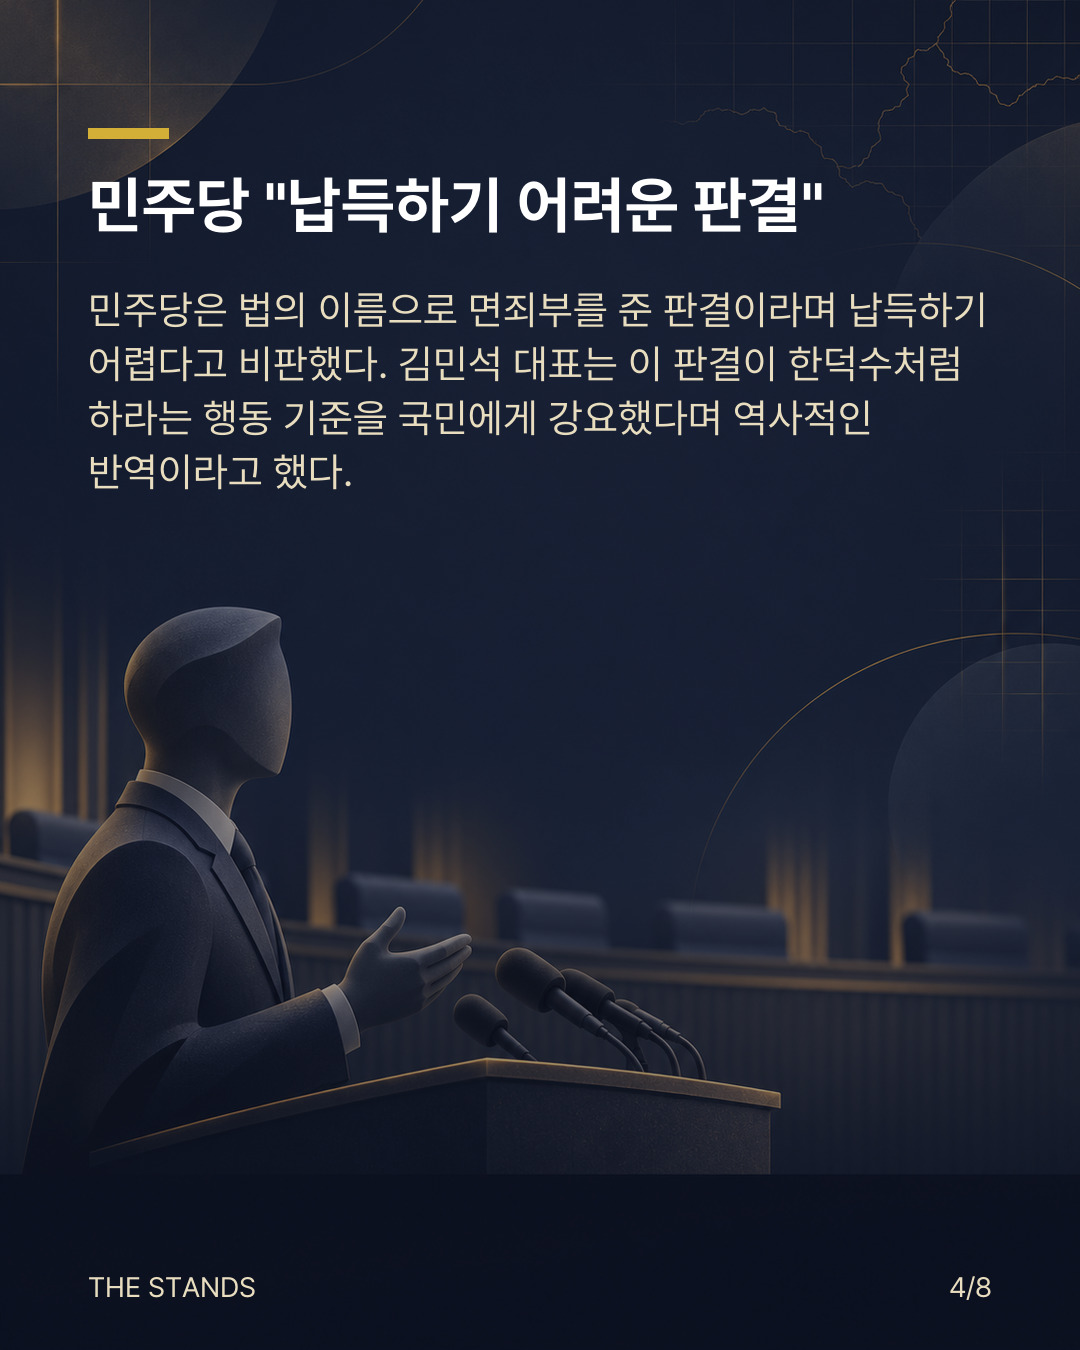 민주당 "납득하기 어려운 판결"
민주당은 법의 이름으로 면죄부를 준 판결이라며 납득하기
어렵다고 비판했다. 김민석 대표는 이 판결이 한덕수처럼
하라는 행동 기준을 국민에게 강요했다며 역사적인
반역이라고 했다.
THE STANDS
4/8